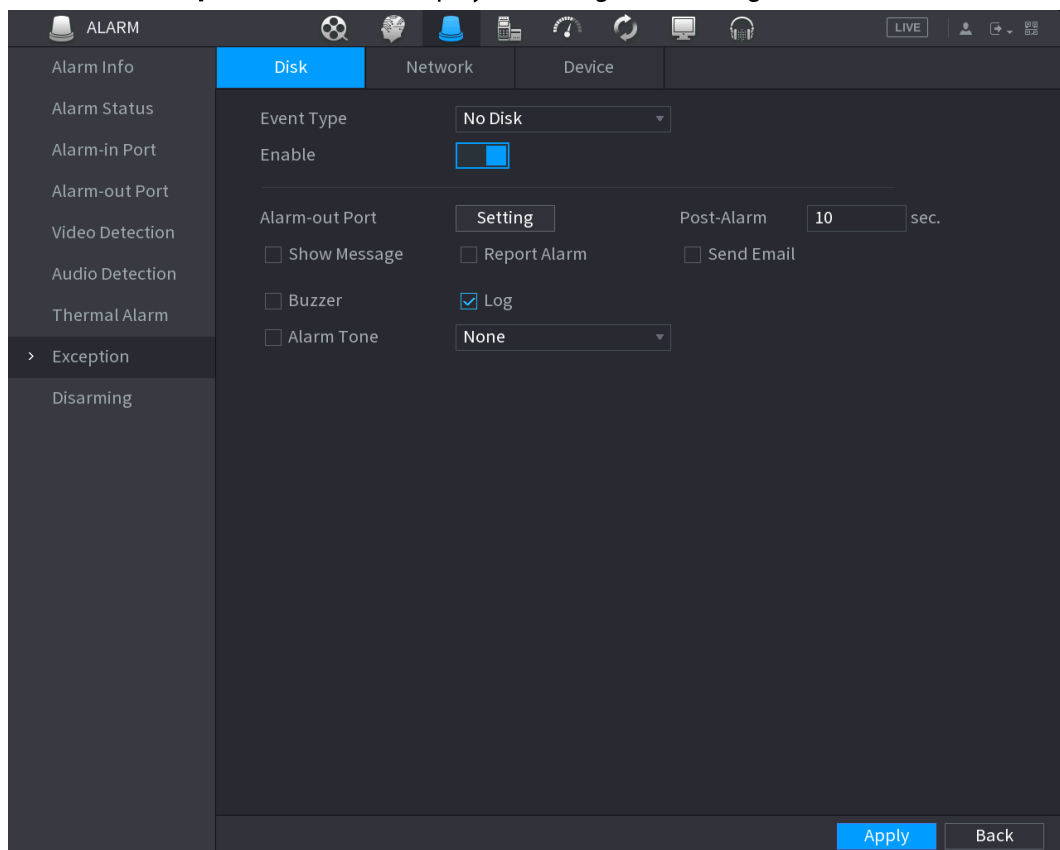 ALARM LIVE
Alarm Info
Alarm Status
Alarm-in Port
Alarm-out Port
Video Detection
Audio Detection
Thermal Alarm
> Exception
Disarming
Disk Network Device
Event Type No Disk
Enable
Alarm-out Port Setting Post-Alarm 10 sec.
Show Message Report Alarm Send Email
Buzzer Log
Alarm Tone None
Apply Back